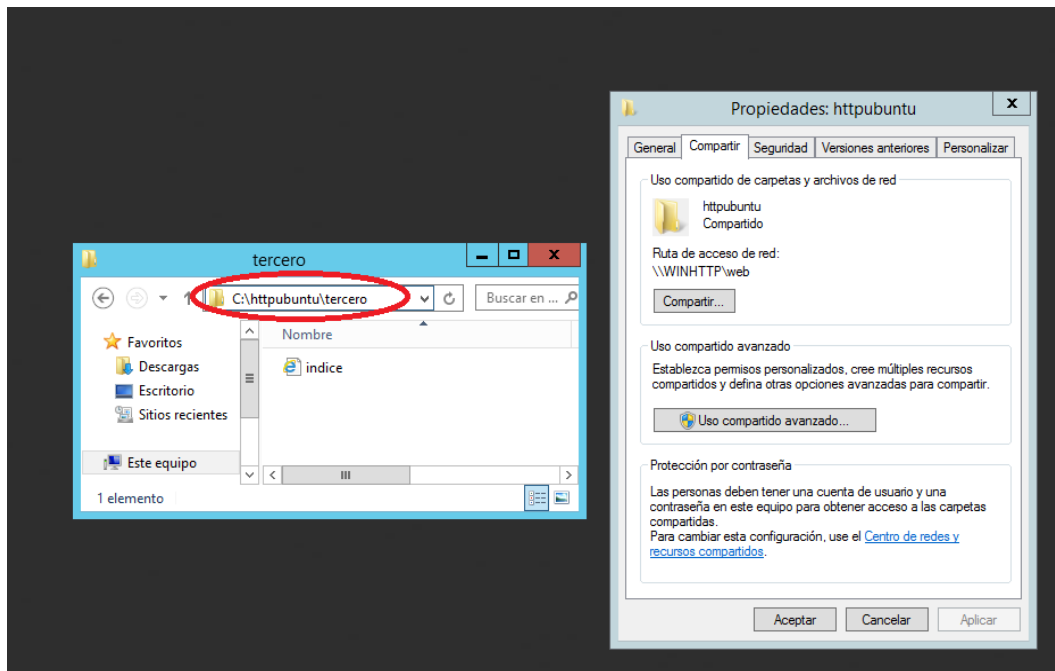 tercero
C:\httpubuntu\tercero
Buscar en ...
Favoritos
Descargas
Escritorio
Sitios recientes
Este equipo
Nombre
indice
1 elemento
Propiedades: httpubuntu
General Compartir Seguridad Versiones anteriores Personalizar
Uso compartido de carpetas y archivos de red
httpubuntu
Compartido
Ruta de acceso de red:
\\WINHTTP\web
Compartir...
Uso compartido avanzado
Establezca permisos personalizados, cree múltiples recursos
compartidos y defina otras opciones avanzadas para compartir.
Uso compartido avanzado...
Protección por contraseña
Las personas deben tener una cuenta de usuario y una
contraseña en este equipo para obtener acceso a las carpetas
compartidas.
Para cambiar esta configuración, use el Centro de redes y
recursos compartidos.
Aceptar Cancelar Aplicar